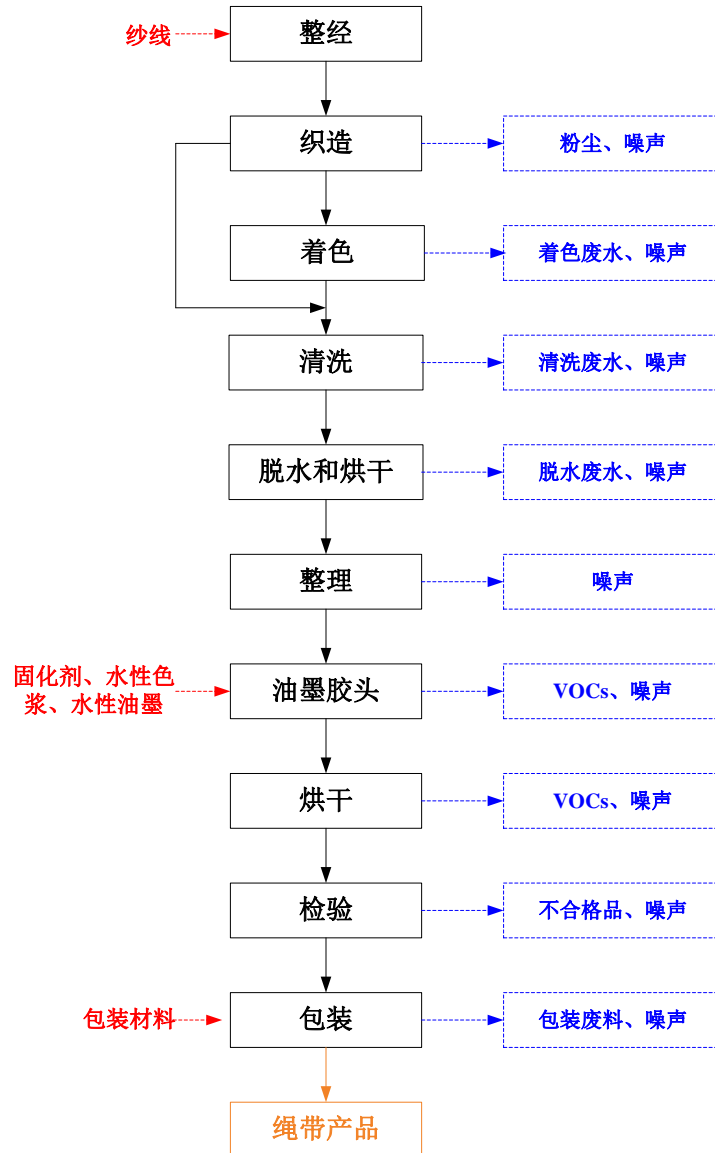 纱线
整经
织造
粉尘、噪声
着色
着色废水、噪声
清洗
清洗废水、噪声
脱水和烘干
脱水废水、噪声
整理
噪声
固化剂、水性色
浆、水性油墨
油墨胶头
VOCs、噪声
烘干
VOCs、噪声
检验
不合格品、噪声
包装材料
包装
包装废料、噪声
绳带产品